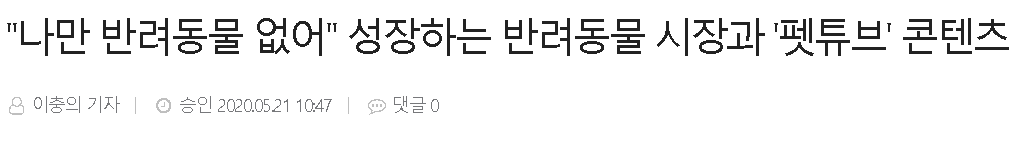 "나만 반려동물 없어" 성장하는 반려동물 시장과 '펫튜브' 콘텐츠
이충의 기자 | 승인 2020.05.21 10:47 | 댓글 0